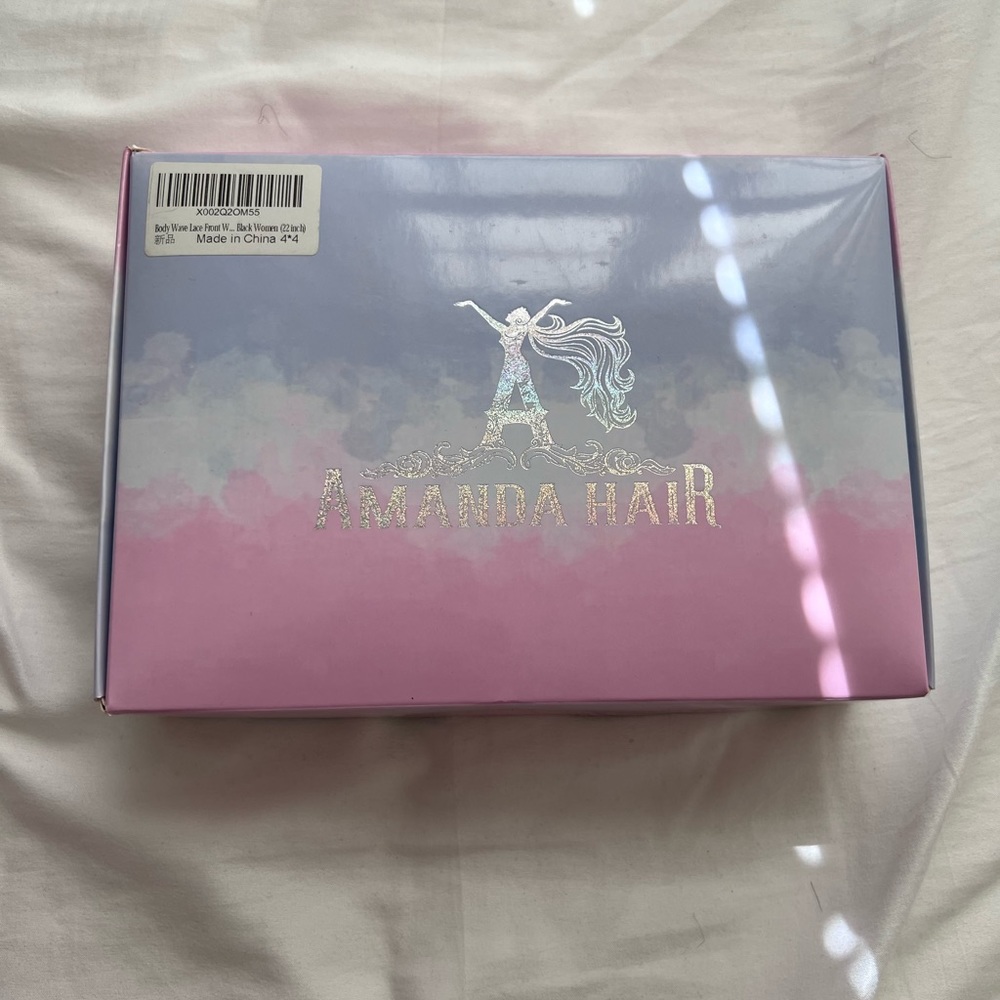 X002Q2OM55
Body Wave Lace Front W... Black Women (22 inch)
新品 Made in China 4*4
A
AMANDA HAIR